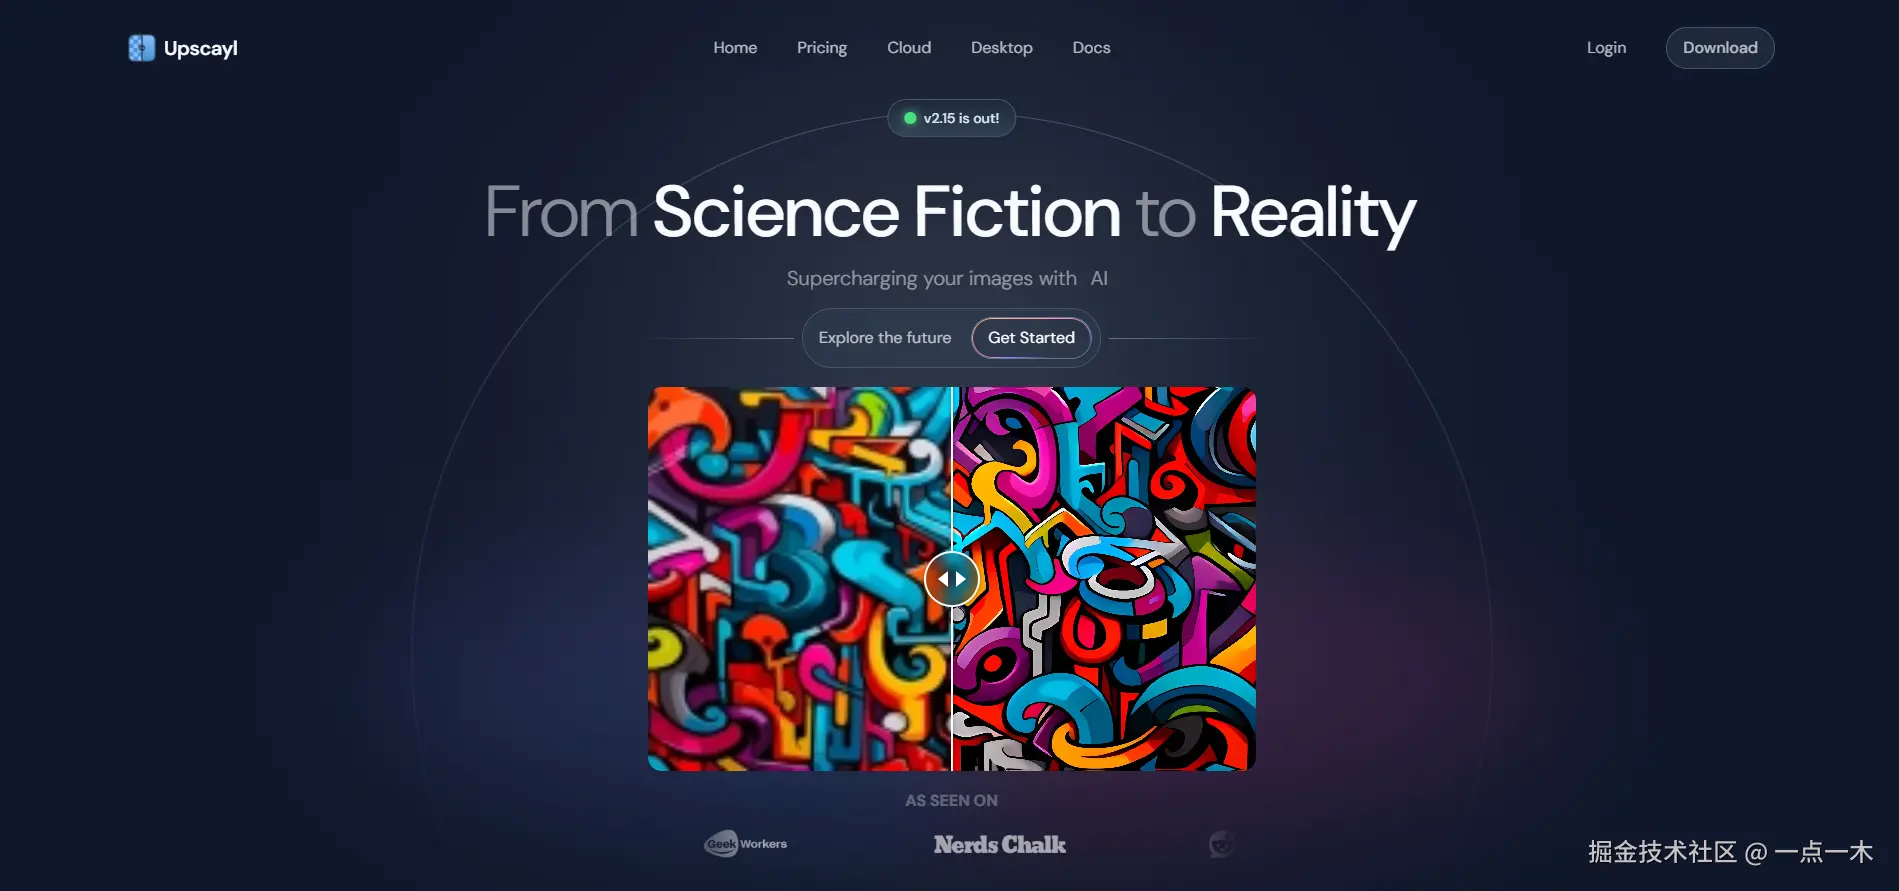 Upscayl
Home Pricing Cloud Desktop Docs
Login Download
v2.15 is out!
From Science Fiction to Reality
Supercharging your images with AI
Explore the future Get Started
AS SEEN ON
Geek Workers
Nerds Chalk
掘金技术社区 @ 一点一木